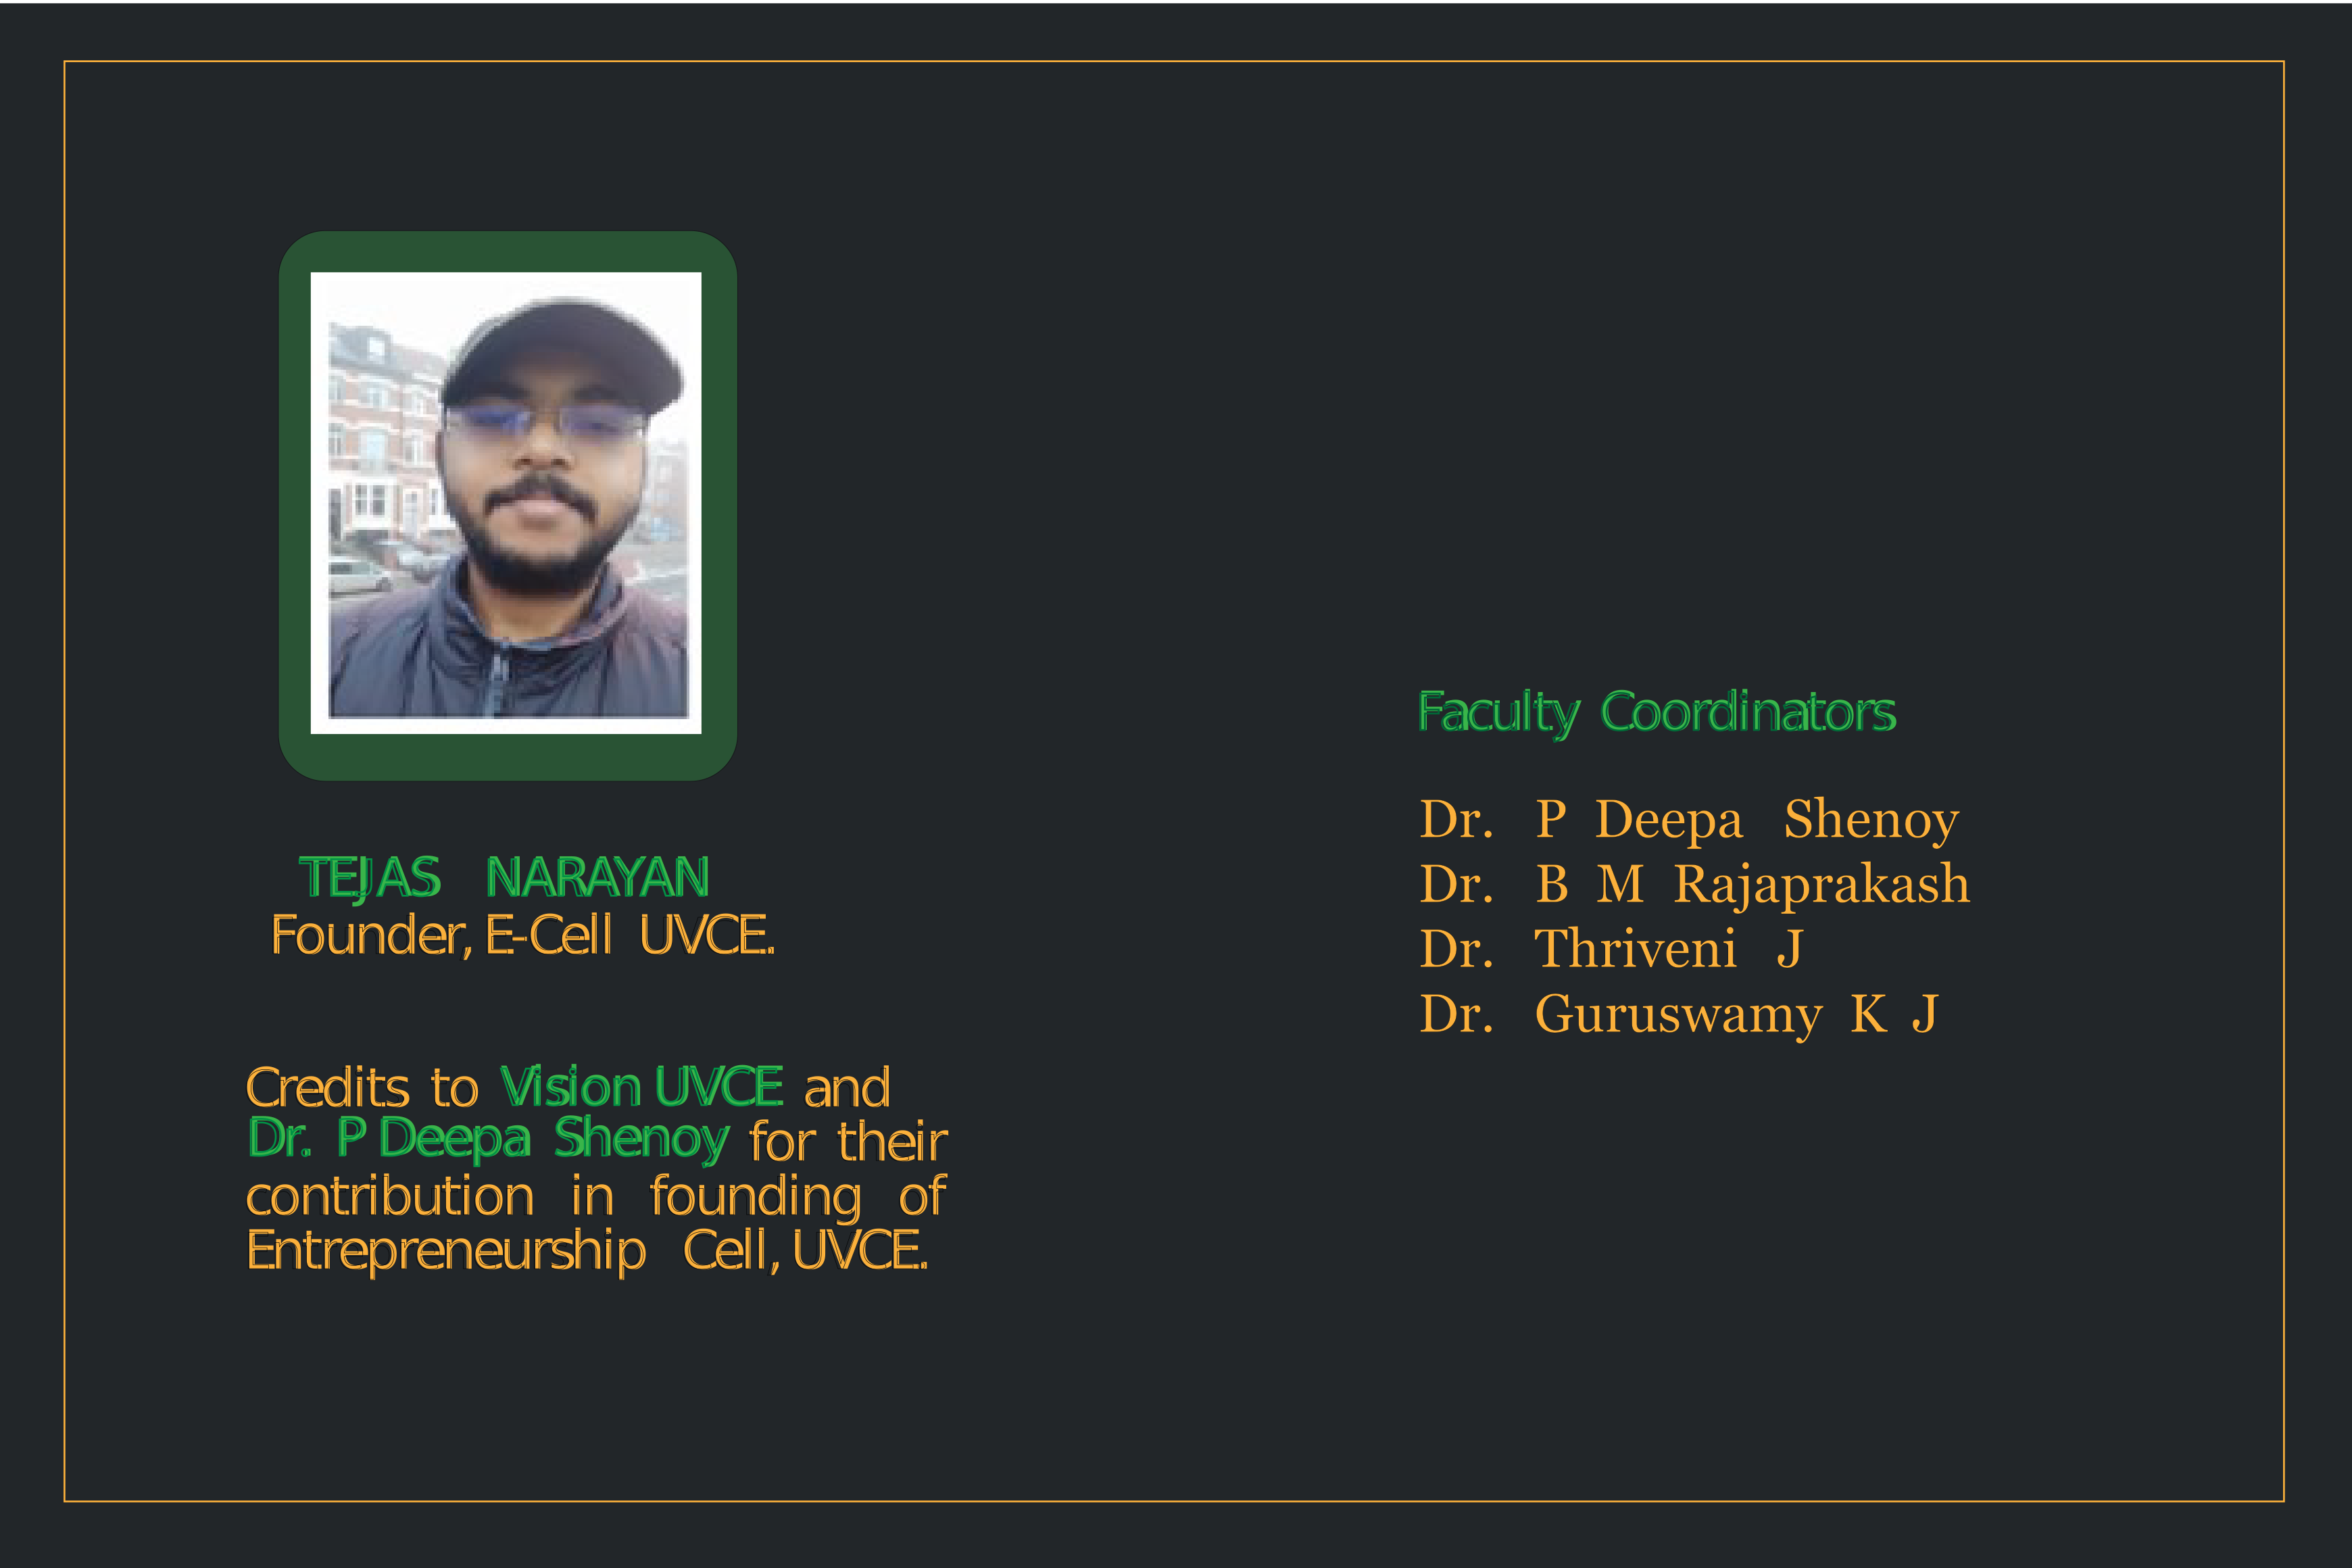 TEJAS NARAYAN
Founder, E-Cell UVCE.
Credits to Vision UVCE and
Dr. P Deepa Shenoy for their
contribution in founding of
Entrepreneurship Cell, UVCE.
Faculty Coordinators
Dr. P Deepa Shenoy
Dr. B M Rajaprakash
Dr. Thriveni J
Dr. Guruswamy K J